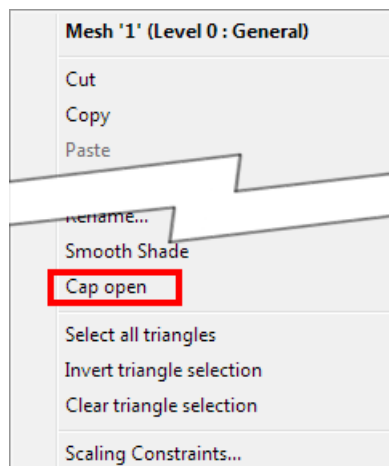 Mesh '1' (Level 0 : General)
Cut
Copy
Paste
Rename...
Smooth Shade
Cap open
Select all triangles
Invert triangle selection
Clear triangle selection
Scaling Constraints...